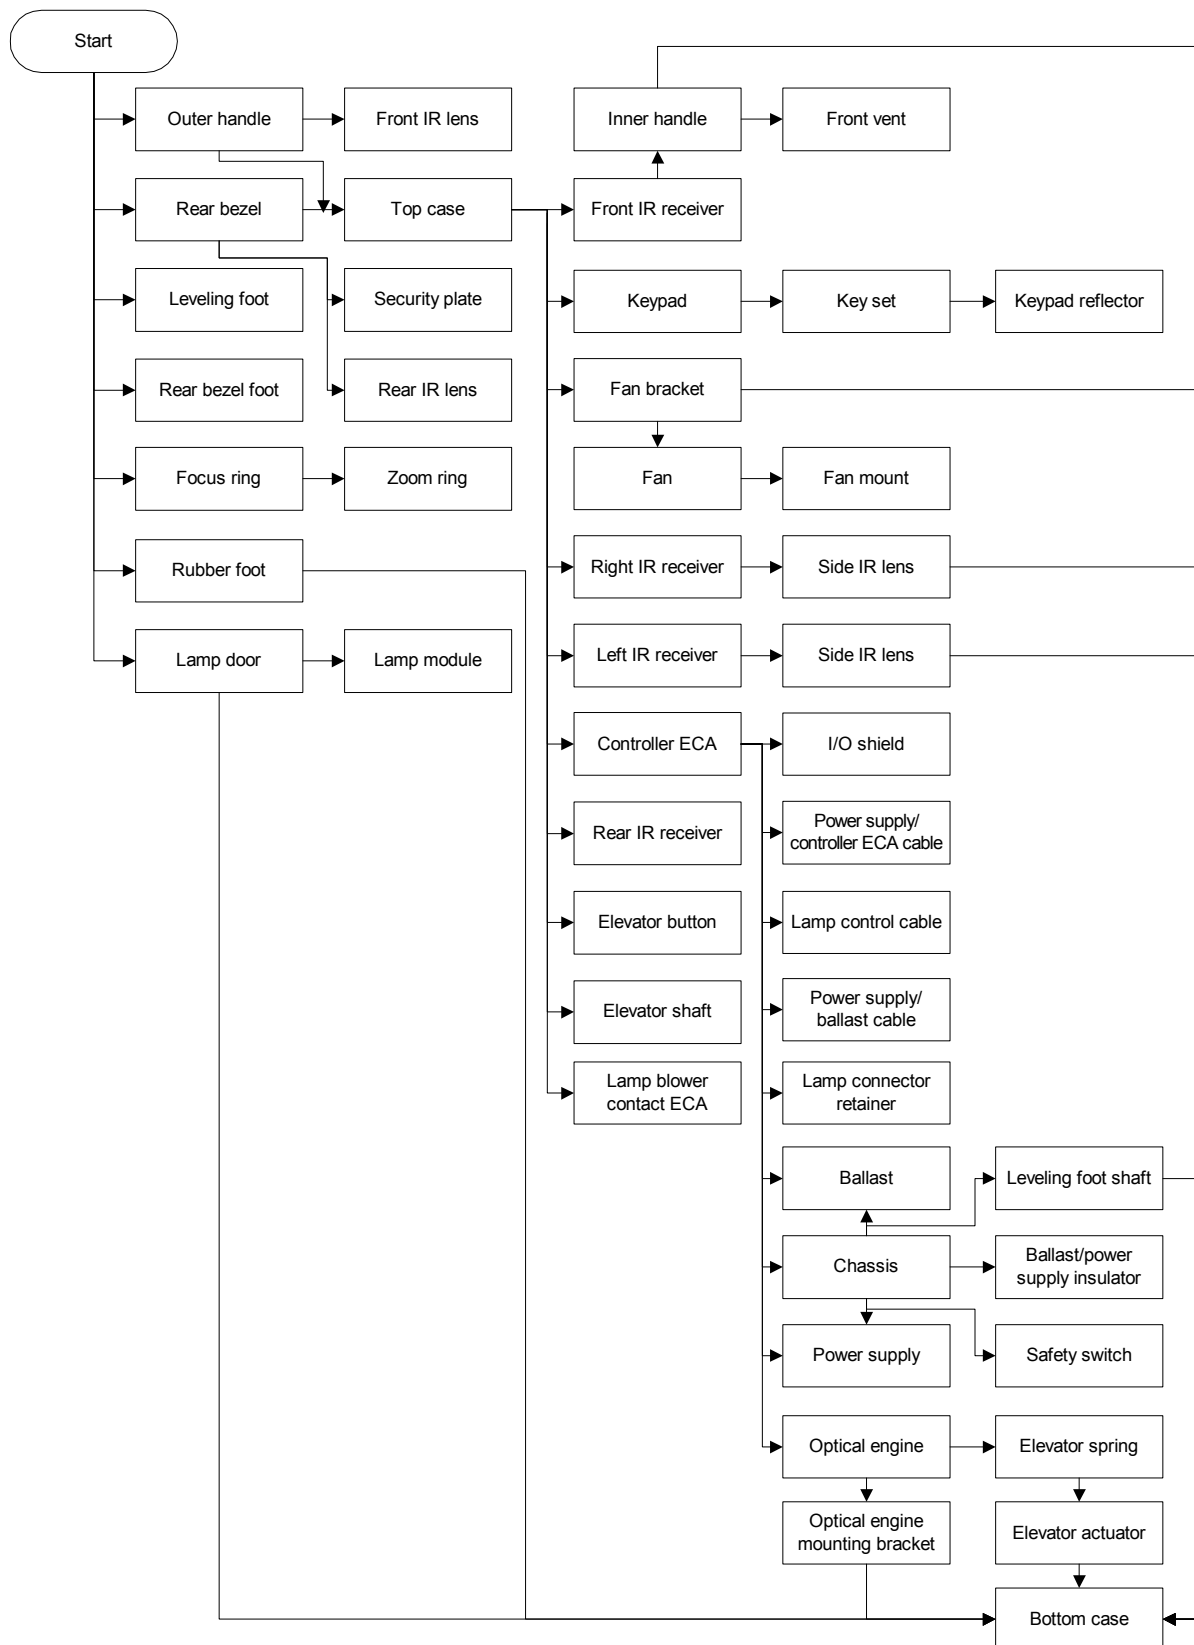 Start
Outer handle
Front IR lens
Inner handle
Front vent
Rear bezel
Top case
Front IR receiver
Leveling foot
Security plate
Keypad
Key set
Keypad reflector
Rear bezel foot
Rear IR lens
Fan bracket
Focus ring
Zoom ring
Fan
Fan mount
Rubber foot
Right IR receiver
Side IR lens
Lamp door
Lamp module
Left IR receiver
Side IR lens
Controller ECA
I/O shield
Rear IR receiver
Power supply/
controller ECA cable
Elevator button
Lamp control cable
Elevator shaft
Power supply/
ballast cable
Lamp blower
contact ECA
Lamp connector
retainer
Ballast
Leveling foot shaft
Chassis
Ballast/power
supply insulator
Power supply
Safety switch
Optical engine
Elevator spring
Optical engine
mounting bracket
Elevator actuator
Bottom case